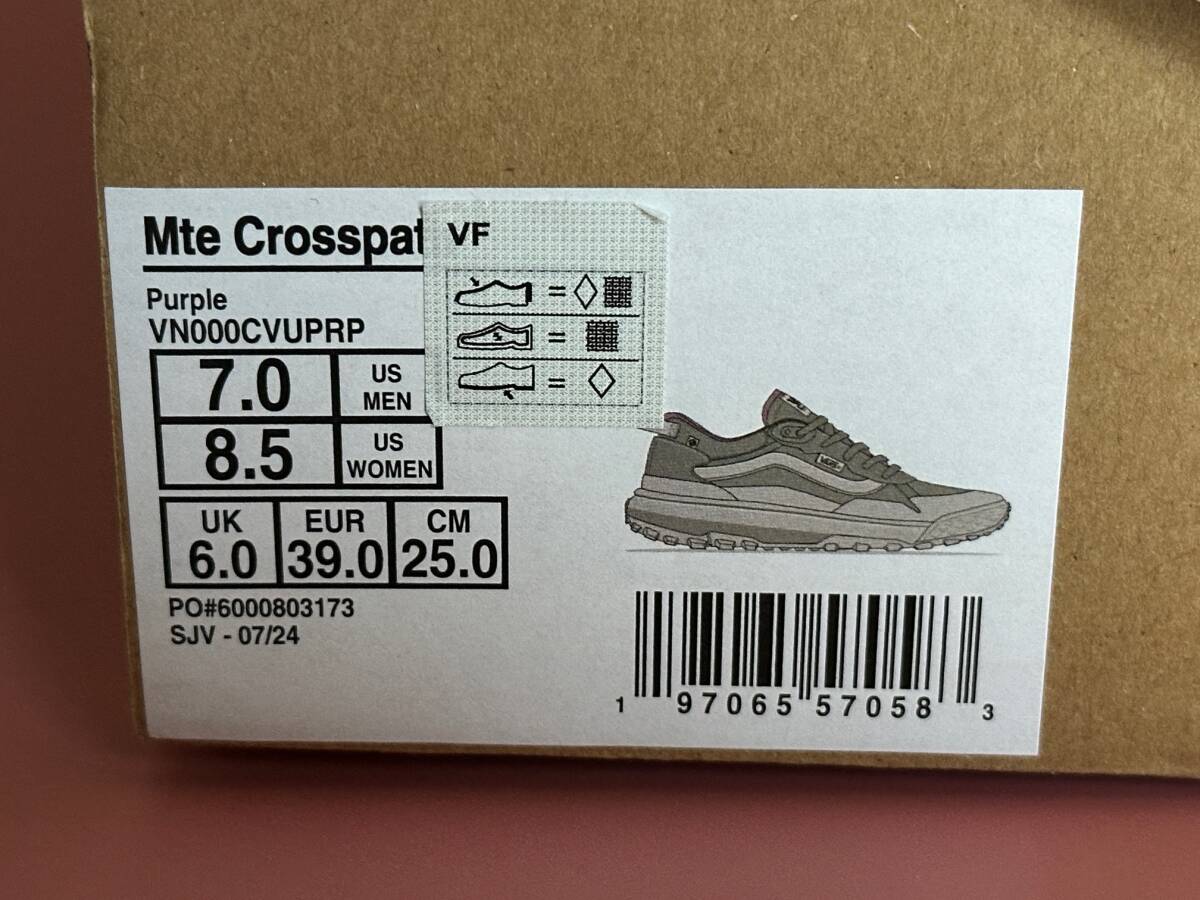 Mte Crosspat
VF
Purple
VN000CVUPRP
= 
=
=
7.0 US MEN
8.5 US WOMEN
UK EUR CM
6.0 39.0 25.0
PO#6000803173
SJV - 07/24
VANS
1 97065 57058 3